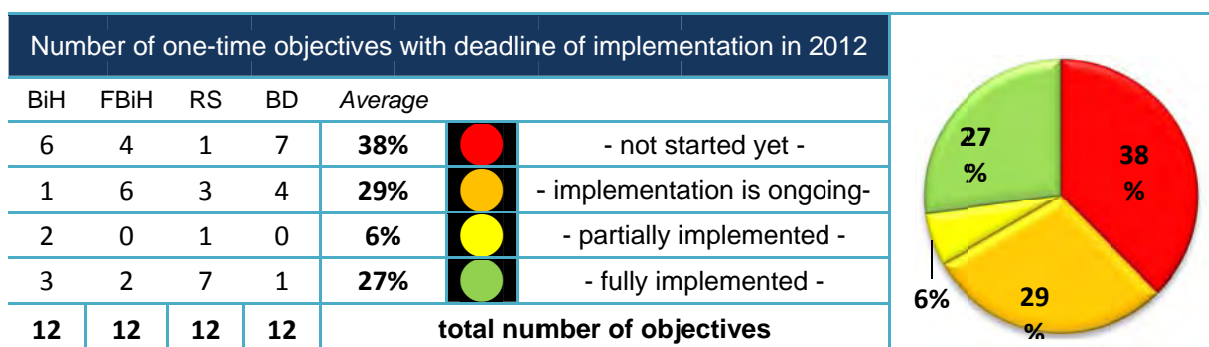 Number of one-time objectives with deadline of implementation in 2012
BiH FBiH RS BD Average
6 4 1 7 38% - not started yet -
1 6 3 4 29% - implementation is ongoing-
2 0 1 0 6% - partially implemented -
3 2 7 1 27% - fully implemented -
12 12 12 12 total number of objectives
27
%
38
%
6%
29
%